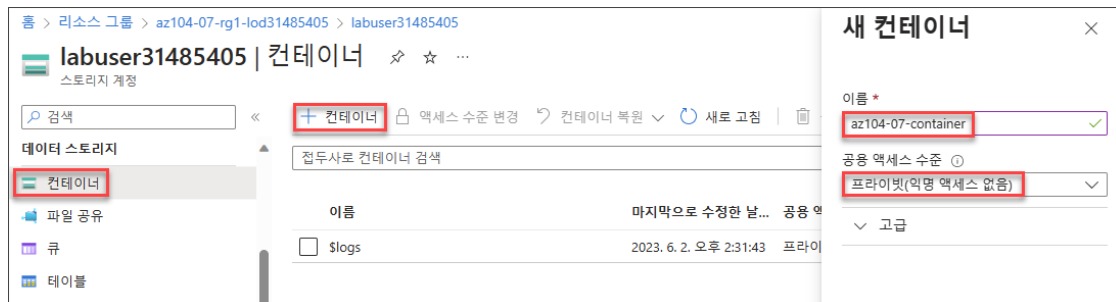 홈 > 리소스 그룹 > az104-07-rg1-lod31485405 > labuser31485405
labuser31485405 | 컨테이너
스토리지 계정
검색
데이터 스토리지
컨테이너
파일 공유
큐
테이블
+ 컨테이너 액세스 수준 변경 컨테이너 복원 새로 고침
접두사로 컨테이너 검색
이름 마지막으로 수정한 날... 공용 액
$logs 2023. 6. 2. 오후 2:31:43 프라이
새 컨테이너
이름 *
az104-07-container
공용 액세스 수준
프라이빗(익명 액세스 없음)
고급